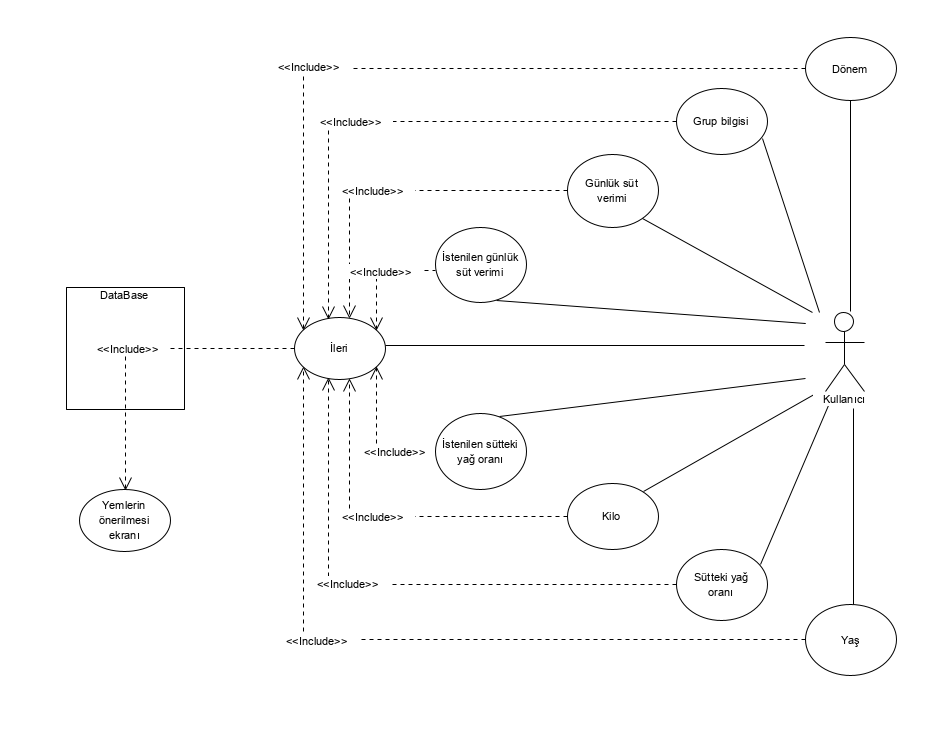 <<Include>>
Dönem
<<Include>>
Grup bilgisi
<<Include>>
Günlük süt
verimi
İstenilen günlük
süt verimi
<<Include>>
DataBase
<<Include>>
İleri
Kullanıcı
İstenilen sütteki
yağ oranı
<<Include>>
Yemlerin
önerilmesi
ekranı
<<Include>>
Kilo
<<Include>>
Sütteki yağ
oranı
<<Include>>
Yaş